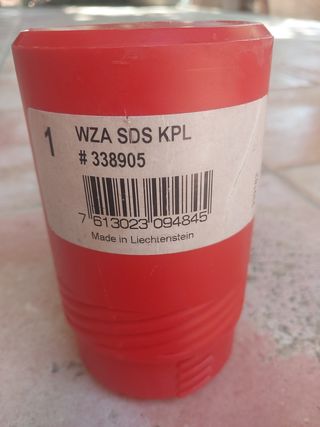 1 WZA SDS KPL
# 338905
7 613023 094845
Made in Liechtenstein